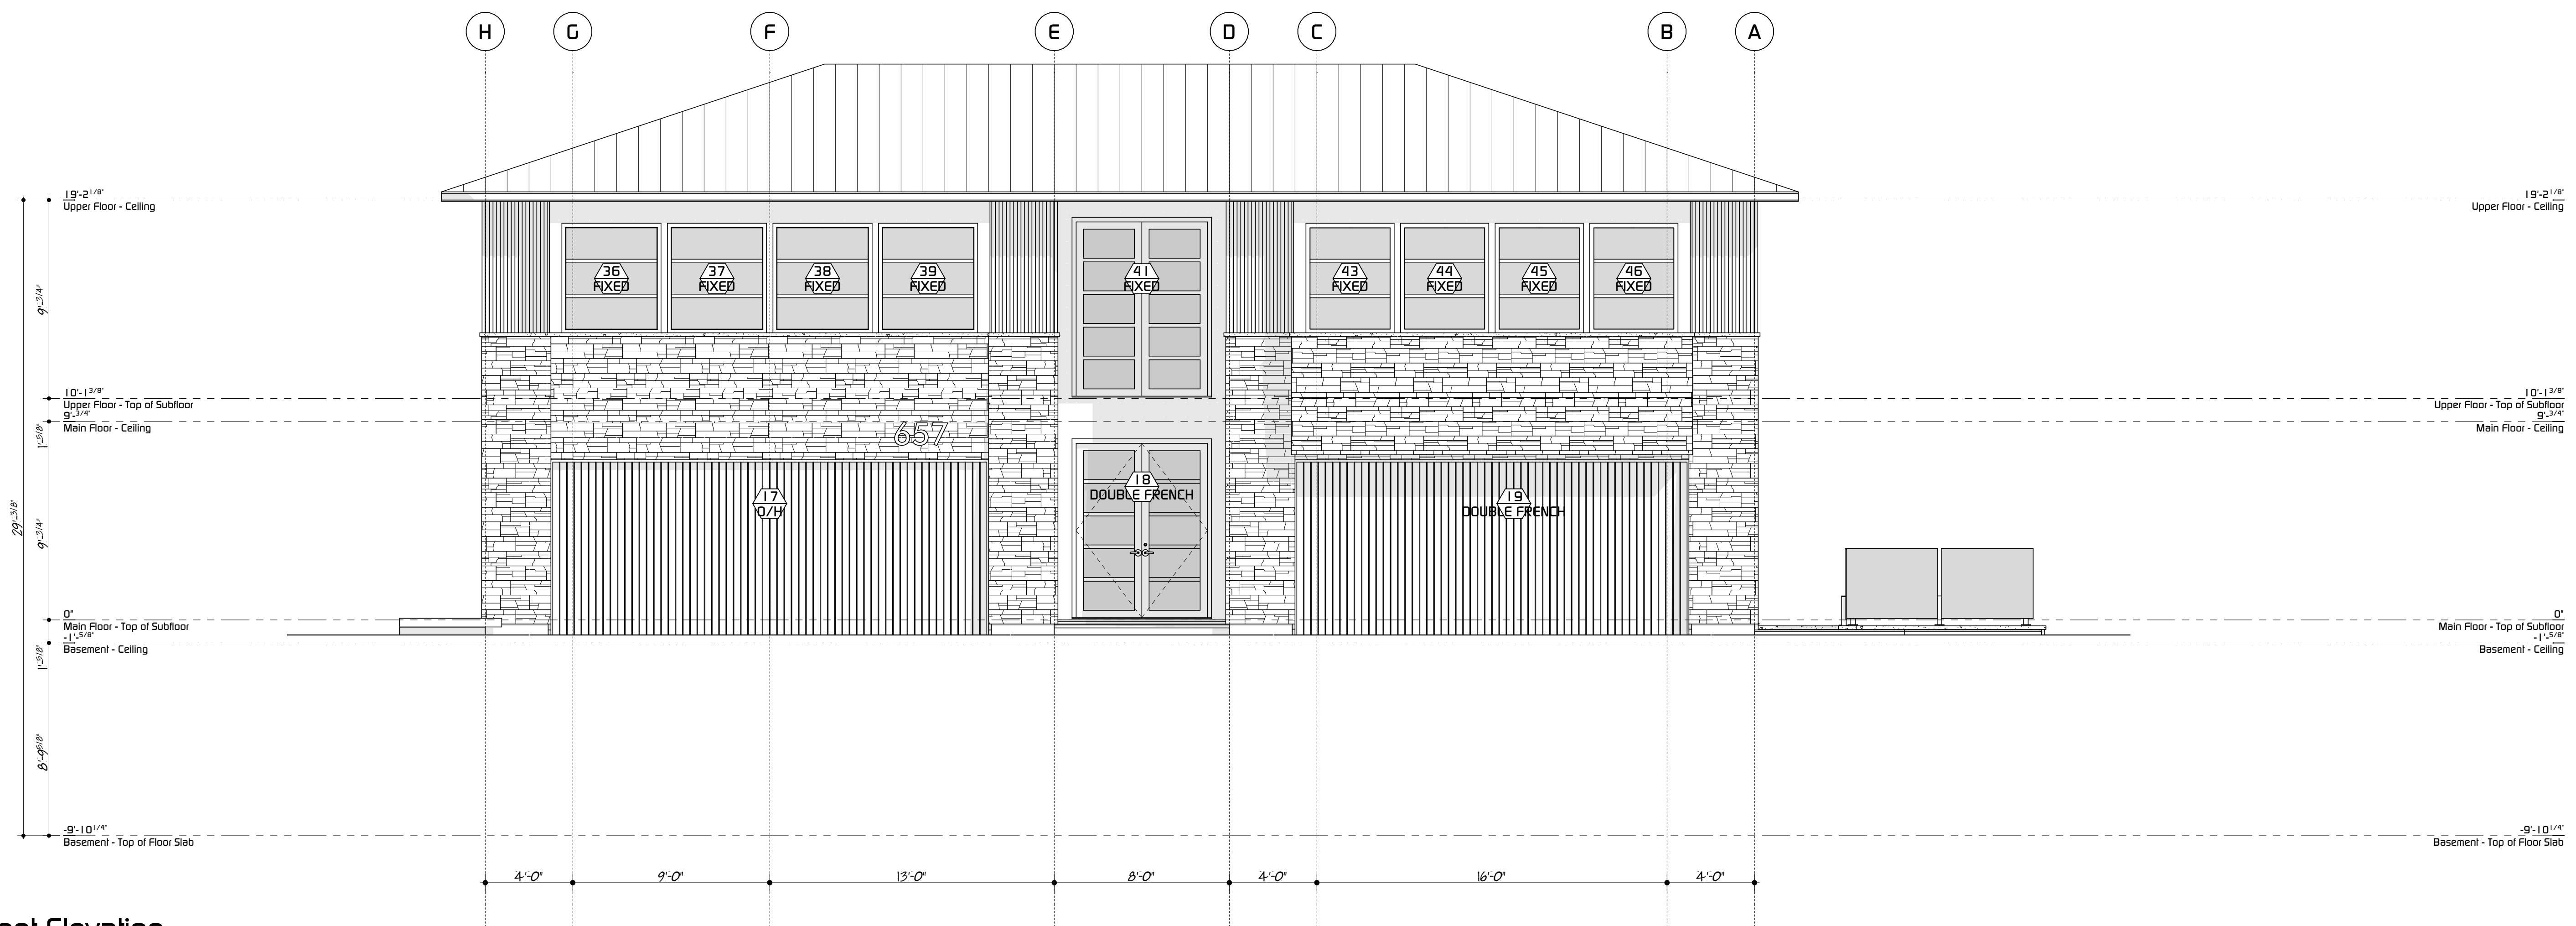 H G F E D C B A
19'-2 1/8"
Upper Floor - Ceiling
19'-2 1/8"
Upper Floor - Ceiling
36
FIXED
37
FIXED
38
FIXED
39
FIXED
41
FIXED
43
FIXED
44
FIXED
45
FIXED
46
FIXED
9'-3/4"
10'-1 3/8"
Upper Floor - Top of Subfloor
9'-3/4"
Main Floor - Ceiling
10'-1 3/8"
Upper Floor - Top of Subfloor
9'-3/4"
Main Floor - Ceiling
1'-5/8"
657
17
O/H
18
DOUBLE FRENCH
19
DOUBLE FRENCH
29'-3/8"
9'-3/4"
0"
Main Floor - Top of Subfloor
-1'-5/8"
Basement - Ceiling
0"
Main Floor - Top of Subfloor
-1'-5/8"
Basement - Ceiling
1'-5/8"
8'-9 5/8"
-9'-10 1/4"
Basement - Top of Floor Slab
-9'-10 1/4"
Basement - Top of Floor Slab
4'-0" 9'-0" 13'-0" 8'-0" 4'-0" 16'-0" 4'-0"
Elevation